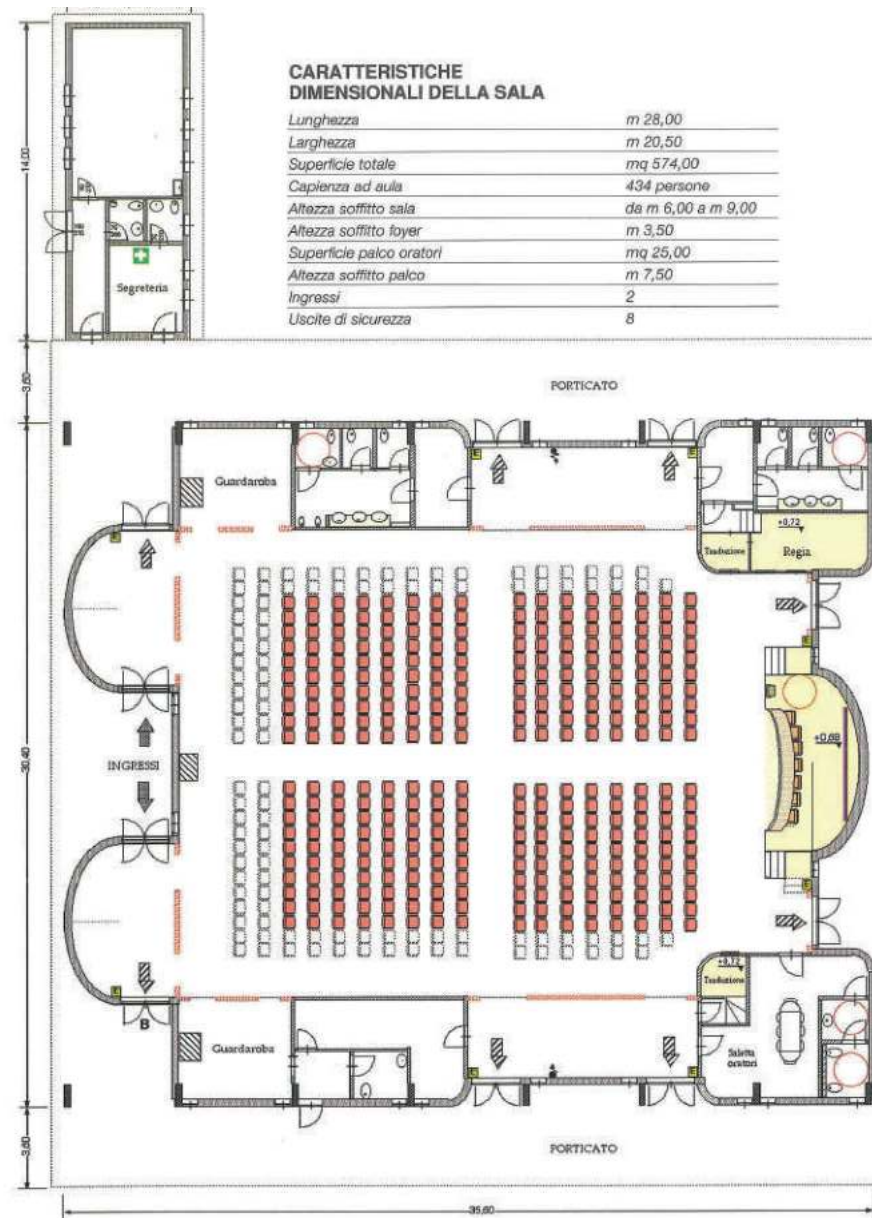 CARATTERISTICHE
DIMENSIONALI DELLA SALA
Lunghezza m 28,00
Larghezza m 20,50
Superficie totale mq 574,00
Capienza ad aula 434 persone
Altezza soffitto sala da m 6,00 a m 9,00
Altezza soffitto foyer m 3,50
Superficie palco oratori mq 25,00
Altezza soffitto palco m 7,50
Ingressi 2
Uscite di sicurezza 8
14,00
Segreteria
3,60
PORTICATO
Guardaroba
+0,72
Traduzione
Regia
30,40
INGRESSI
+0,68
+0,72
Traduzione
B
Guardaroba
Saletta
oratori
3,60
PORTICATO
35,60